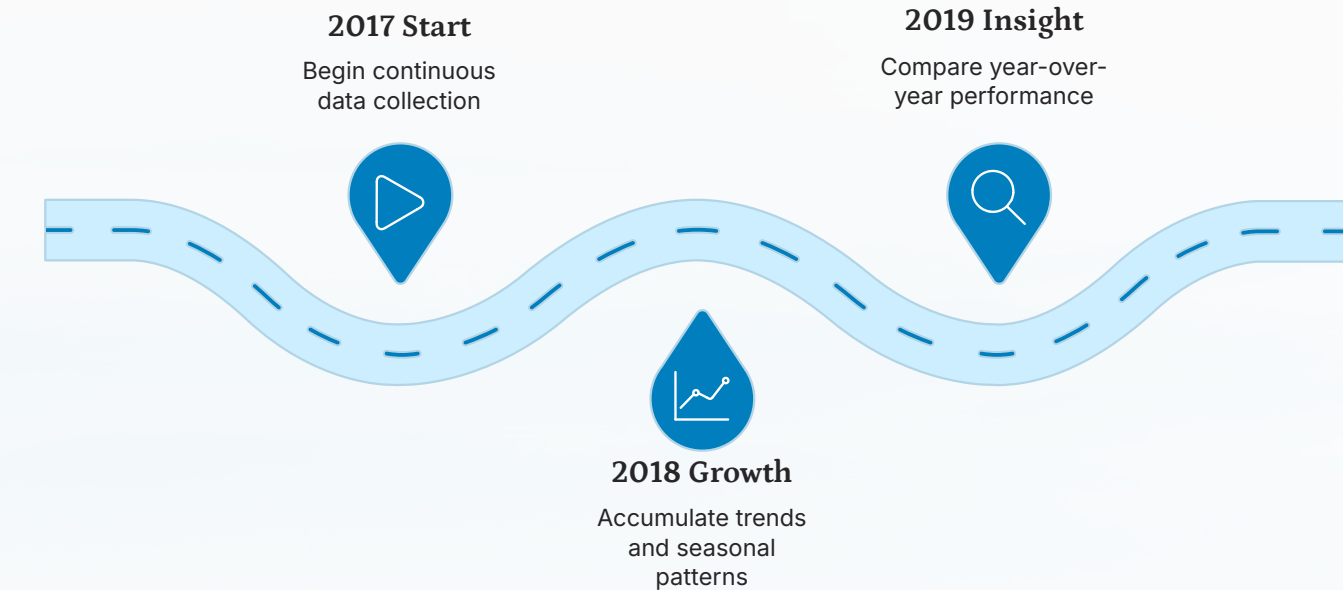 2017 Start
Begin continuous
data collection
2018 Growth
Accumulate trends
and seasonal
patterns
2019 Insight
Compare year-over-
year performance